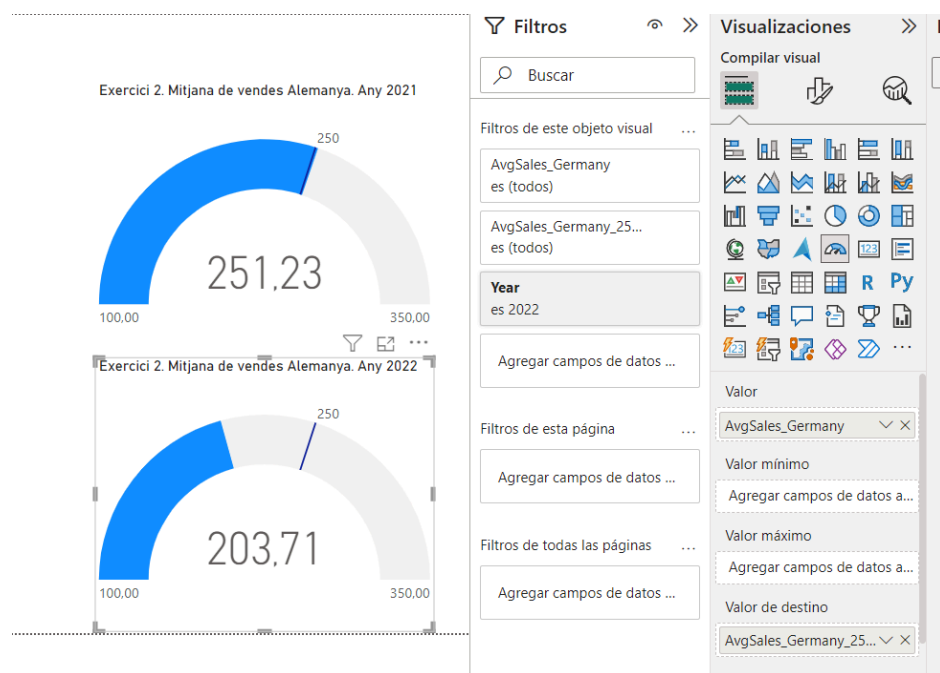 Exercici 2. Mitjana de vendes Alemanya. Any 2021
250
251,23
100,00
350,00
Exercici 2. Mitjana de vendes Alemanya. Any 2022
250
203,71
100,00
350,00
Filtros
Buscar
Filtros de este objeto visual ...
AvgSales_Germany
es (todos)
AvgSales_Germany_25...
es (todos)
Year
es 2022
Agregar campos de datos ...
Filtros de esta página ...
Agregar campos de datos ...
Filtros de todas las páginas ...
Agregar campos de datos ...
Visualizaciones
Compilar visual
123
R
Py
123
...
Valor
AvgSales_Germany
Valor mínimo
Agregar campos de datos a...
Valor máximo
Agregar campos de datos a...
Valor de destino
AvgSales_Germany_25...